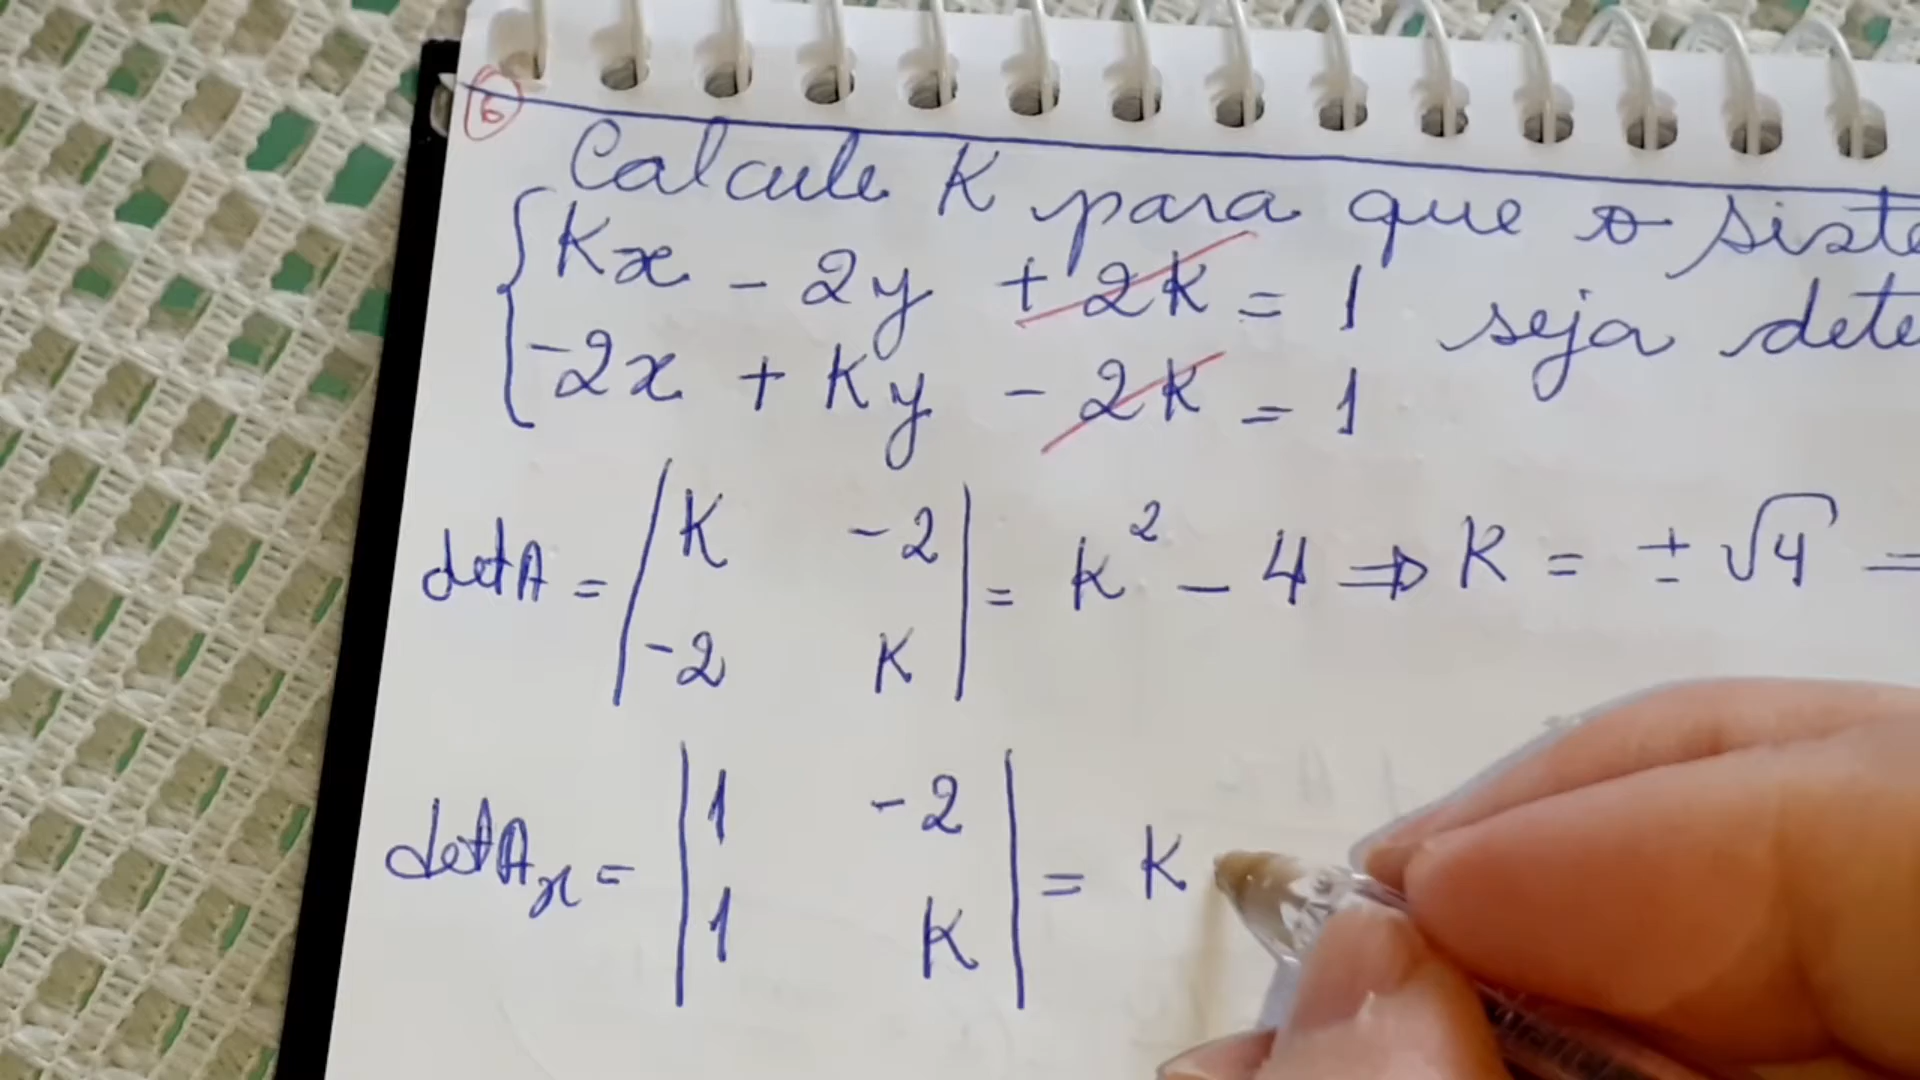 6
Calcule K para que o siste
Kx - 2y + 2K = 1
seja dete
-2x + Ky - 2K = 1
detA = | K -2 | = K² - 4 ⇒ K = ± √4 =
| -2 K |
detAx = | 1 -2 | = K
| 1 K |